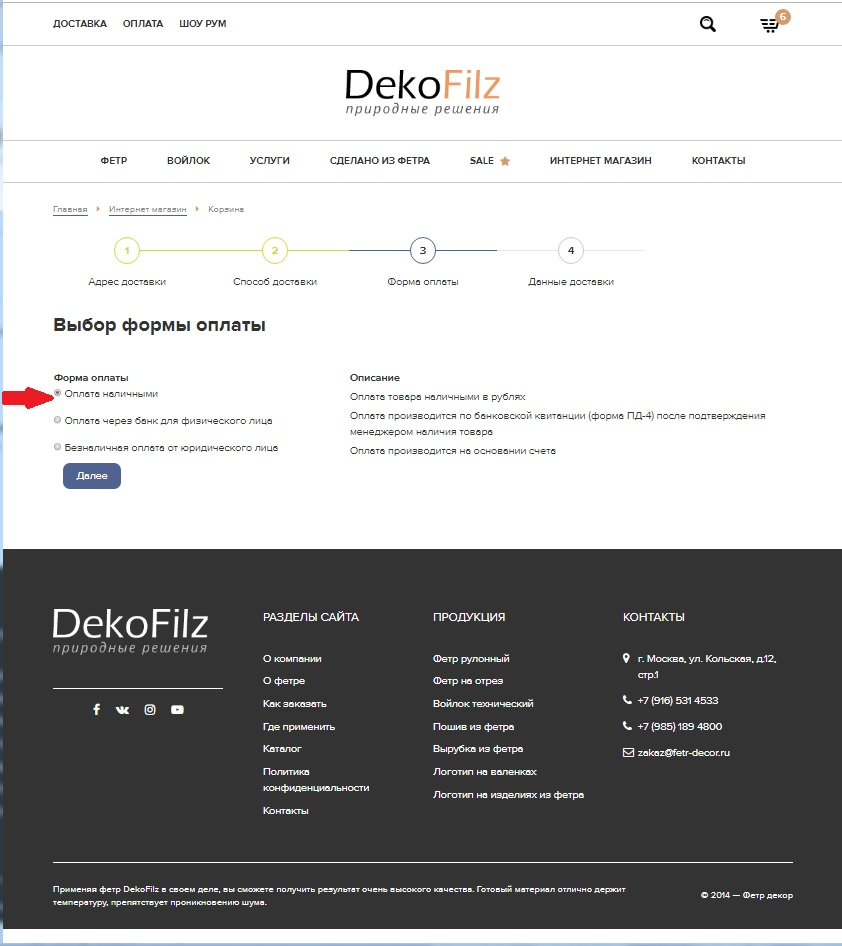 ДОСТАВКА ОПЛАТА ШОУ РУМ
6
DekoFilz
природные решения
ФЕТР ВОЙЛОК УСЛУГИ СДЕЛАНО ИЗ ФЕТРА SALE ИНТЕРНЕТ МАГАЗИН КОНТАКТЫ
Главная Интернет магазин Корзина
1 2 3 4
Адрес доставки Способ доставки Форма оплаты Данные доставки
Выбор формы оплаты
Форма оплаты
Оплата наличными
Оплата через банк для физического лица
Безналичная оплата от юридического лица
Далее
Описание
Оплата товара наличными в рублях
Оплата производится по банковской квитанции (форма ПД-4) после подтверждения
менеджером наличия товара
Оплата производится на основании счета
DekoFilz
природные решения
РАЗДЕЛЫ САЙТА
О компании
О фетре
Как заказать
Где применить
Каталог
Политика
конфиденциальности
Контакты
ПРОДУКЦИЯ
Фетр рулонный
Фетр на отрез
Войлок технический
Пошив из фетра
Вырубка из фетра
Логотип на валенках
Логотип на изделиях из фетра
КОНТАКТЫ
г. Москва, ул. Кольская, д.12,
стр.1
+7 (916) 531 4533
+7 (985) 189 4800
zakaz@fetr-decor.ru
Применяя фетр DekoFilz в своем деле, вы сможете получить результат очень высокого качества. Готовый материал отлично держит
температуру, препятствует проникновению шума.
© 2014 — Фетр декор